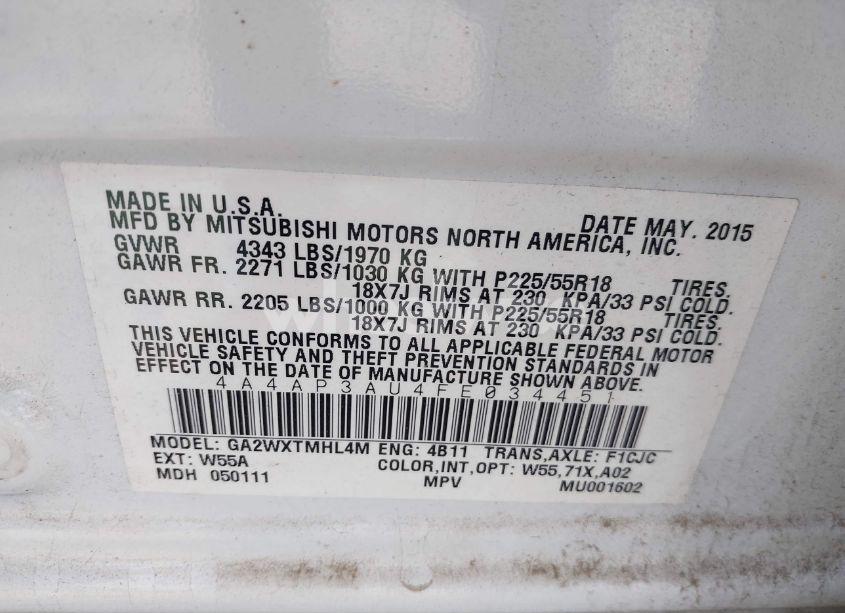 MADE IN U.S.A. DATE MAY. 2015
MFD BY MITSUBISHI MOTORS NORTH AMERICA, INC.
GVWR 4343 LBS/1970 KG
GAWR FR. 2271 LBS/1030 KG WITH P225/55R18 TIRES.
18X7J RIMS AT 230 KPA/33 PSI COLD.
GAWR RR. 2205 LBS/1000 KG WITH P225/55R18 TIRES.
18X7J RIMS AT 230 KPA/33 PSI COLD.
THIS VEHICLE CONFORMS TO ALL APPLICABLE FEDERAL MOTOR
VEHICLE SAFETY AND THEFT PREVENTION STANDARDS IN
EFFECT ON THE DATE OF MANUFACTURE SHOWN ABOVE.
4A4AP3AU4FE034451
MODEL: GA2WXTMHL4M ENG: 4B11 TRANS,AXLE: F1CJC
EXT: W55A COLOR,INT,OPT: W55,71X,A02
MDH 050111 MPV MU001602